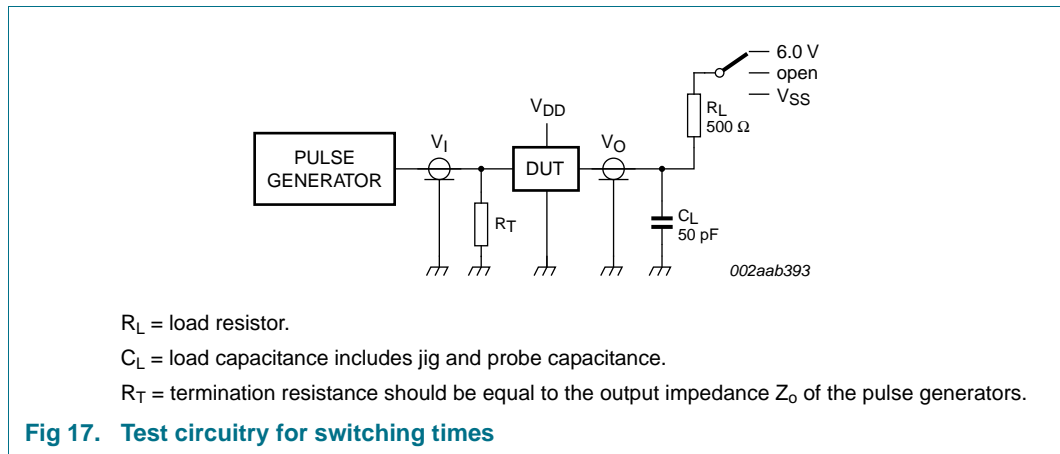 6.0 V
open
VSS
RL
500 Ω
VDD
VI
VO
PULSE
GENERATOR
DUT
RT
CL
50 pF
002aab393
RL = load resistor.
CL = load capacitance includes jig and probe capacitance.
RT = termination resistance should be equal to the output impedance Zo of the pulse generators.
Fig 17. Test circuitry for switching times